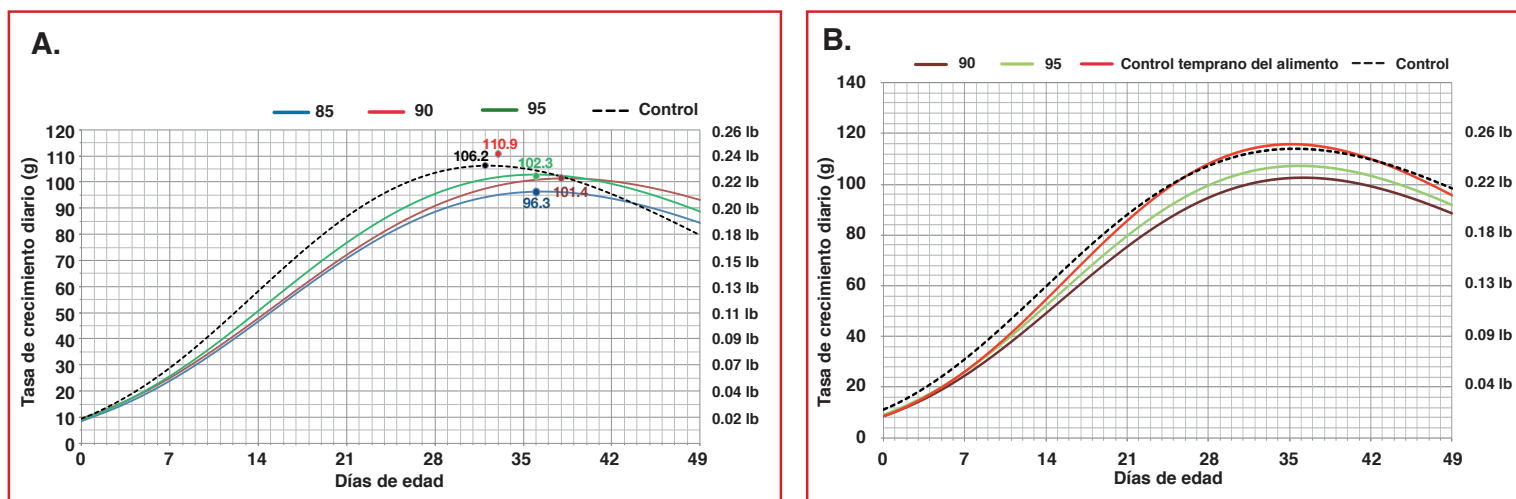 A.
85 90 95 Control
Tasa de crecimiento diario (g)
120
110
100
90
80
70
60
50
40
30
20
10
0
106.2
110.9
102.3
101.4
96.3
0.26 lb
0.24 lb
0.22 lb
0.20 lb
0.18 lb
0.15 lb
0.13 lb
0.11 lb
0.09 lb
0.07 lb
0.04 lb
0.02 lb
0 7 14 21 28 35 42 49
Días de edad
B.
90 95 Control temprano del alimento Control
Tasa de crecimiento diario (g)
140
120
100
80
60
40
20
0
0.26 lb
0.22 lb
0.18 lb
0.13 lb
0.09 lb
0.04 lb
0 7 14 21 28 35 42 49
Días de edad